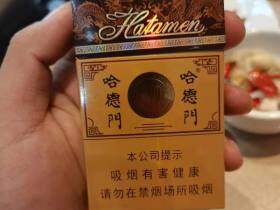 Hatamen
哈德門 哈德門®
本公司提示
吸烟有害健康
请勿在禁烟场所吸烟